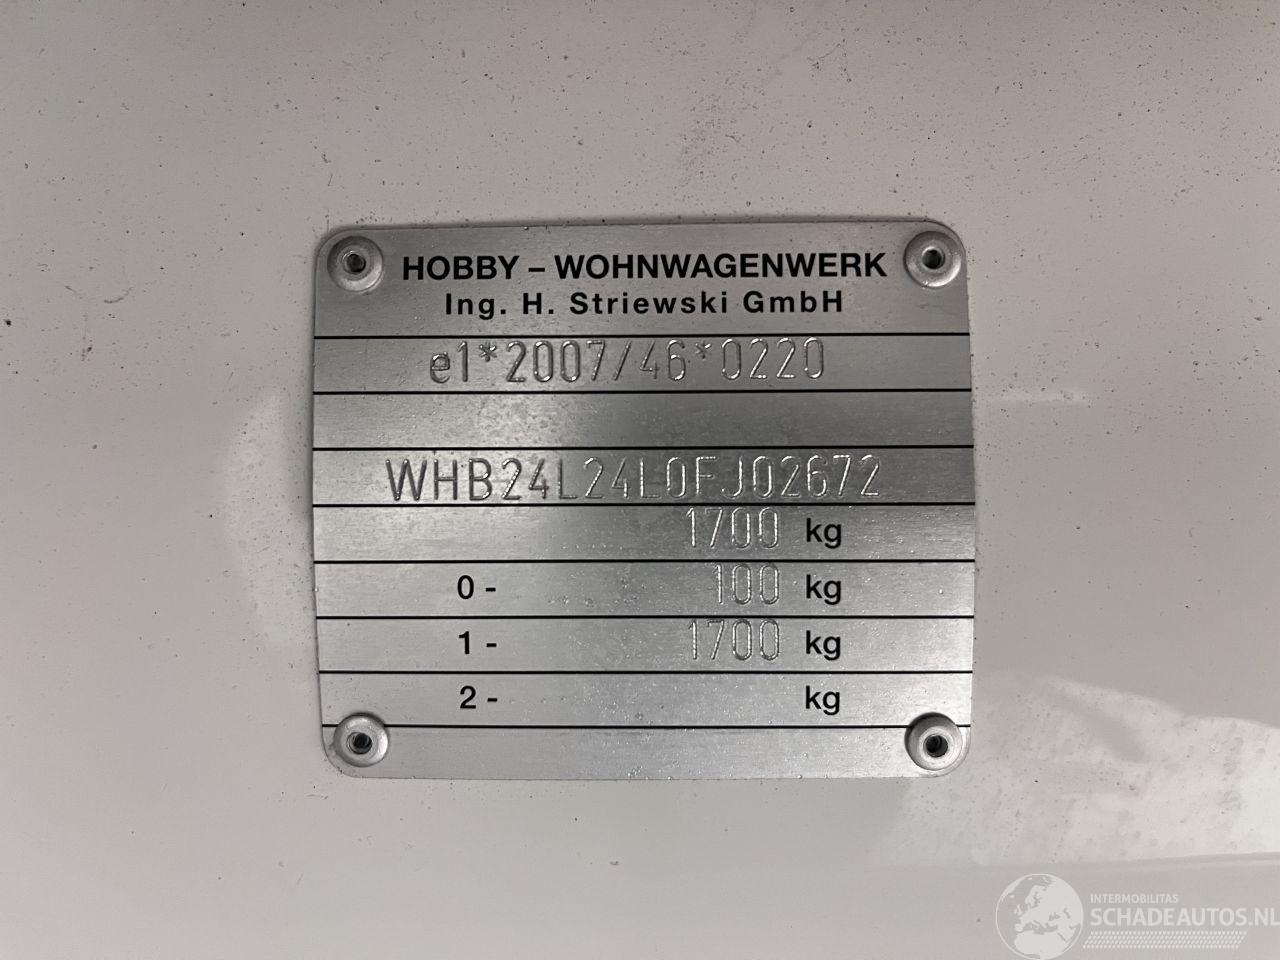 HOBBY – WOHNWAGENWERK
Ing. H. Striewski GmbH
e1*2007/46*0220
WHB24L24L0FJ02672
1700 kg
0- 100 kg
1- 1700 kg
2- kg
INTERMOBILITAS
SCHADEAUTOS.NL